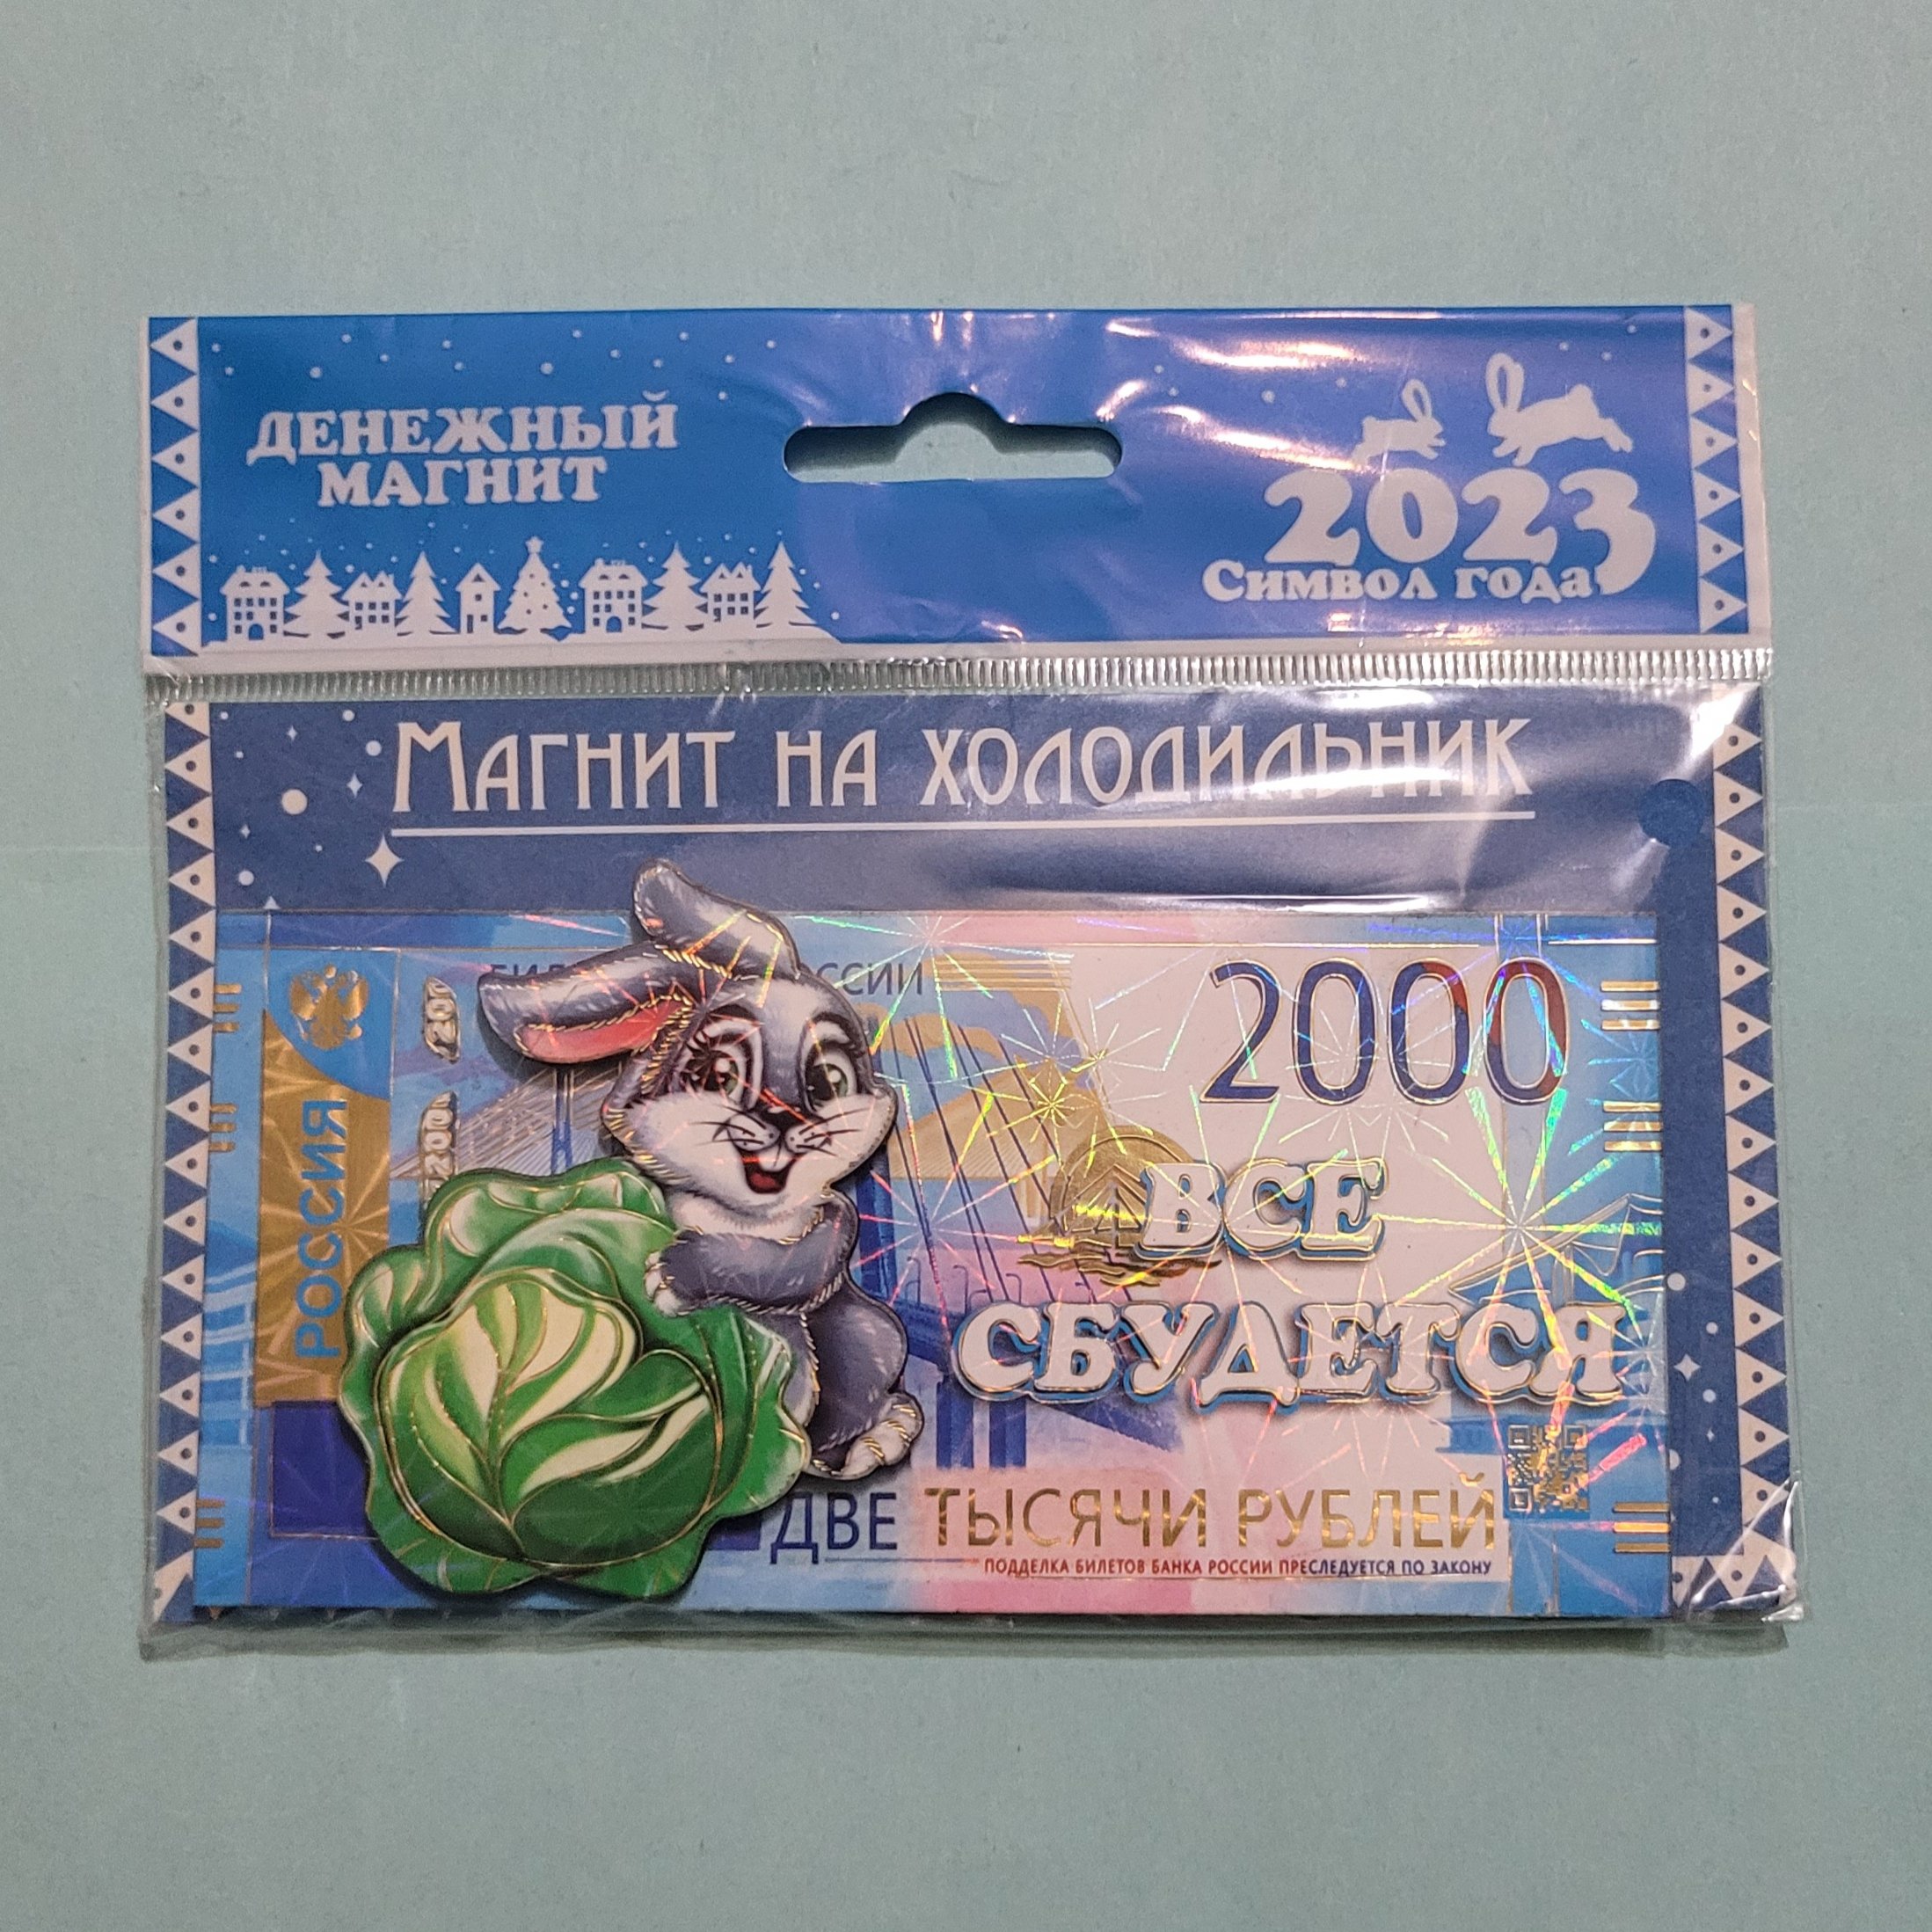 ДЕНЕЖНЫЙ
МАГНИТ
2023
Символ года
Магнит на холодильник
2000
РОССИЯ
ВСЕ
СБУДЕТСЯ
ДВЕ ТЫСЯЧИ РУБЛЕЙ
ПОДДЕЛКА БИЛЕТОВ БАНКА РОССИИ ПРЕСЛЕДУЕТСЯ ПО ЗАКОНУ